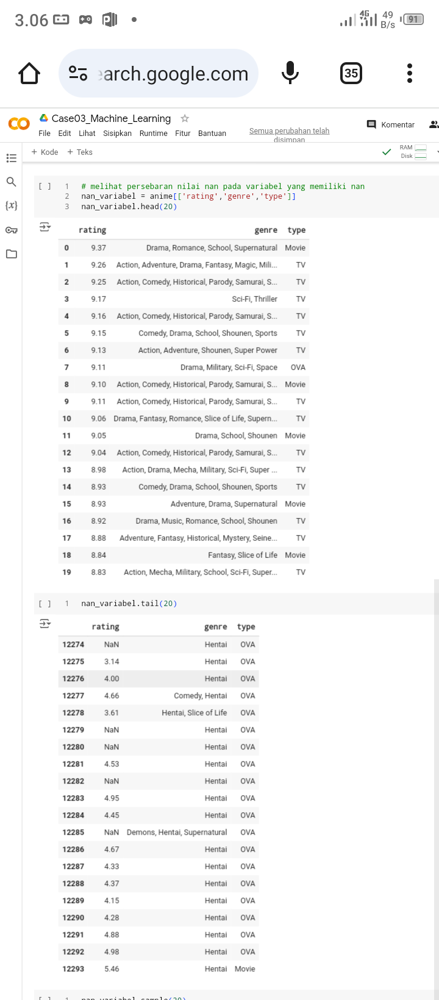 3.06
4G
49 B/s
91
earch.google.com
35
Case03_Machine_Learning
File Edit Lihat Sisipkan Runtime Fitur Bantuan
Semua perubahan telah
disimpan
Komentar
+ Kode + Teks
RAM
Disk
{x}
[ ] 1 # melihat persebaran nilai nan pada variabel yang memiliki nan
2 nan_variabel = anime[['rating','genre','type']]
3 nan_variabel.head(20)
rating genre type
0 9.37 Drama, Romance, School, Supernatural Movie
1 9.26 Action, Adventure, Drama, Fantasy, Magic, Mili... TV
2 9.25 Action, Comedy, Historical, Parody, Samurai, S... TV
3 9.17 Sci-Fi, Thriller TV
4 9.16 Action, Comedy, Historical, Parody, Samurai, S... TV
5 9.15 Comedy, Drama, School, Shounen, Sports TV
6 9.13 Action, Adventure, Shounen, Super Power TV
7 9.11 Drama, Military, Sci-Fi, Space OVA
8 9.10 Action, Comedy, Historical, Parody, Samurai, S... Movie
9 9.11 Action, Comedy, Historical, Parody, Samurai, S... TV
10 9.06 Drama, Fantasy, Romance, Slice of Life, Supern... TV
11 9.05 Drama, School, Shounen Movie
12 9.04 Action, Comedy, Historical, Parody, Samurai, S... TV
13 8.98 Action, Drama, Mecha, Military, Sci-Fi, Super ... TV
14 8.93 Comedy, Drama, School, Shounen, Sports TV
15 8.93 Adventure, Drama, Supernatural Movie
16 8.92 Drama, Music, Romance, School, Shounen TV
17 8.88 Adventure, Fantasy, Historical, Mystery, Seine... TV
18 8.84 Fantasy, Slice of Life Movie
19 8.83 Action, Mecha, Military, School, Sci-Fi, Super... TV
[ ] 1 nan_variabel.tail(20)
rating genre type
12274 NaN Hentai OVA
12275 3.14 Hentai OVA
12276 4.00 Hentai OVA
12277 4.66 Comedy, Hentai OVA
12278 3.61 Hentai, Slice of Life OVA
12279 NaN Hentai OVA
12280 NaN Hentai OVA
12281 4.53 Hentai OVA
12282 NaN Hentai OVA
12283 4.95 Hentai OVA
12284 4.45 Hentai OVA
12285 NaN Demons, Hentai, Supernatural OVA
12286 4.67 Hentai OVA
12287 4.33 Hentai OVA
12288 4.37 Hentai OVA
12289 4.15 Hentai OVA
12290 4.28 Hentai OVA
12291 4.88 Hentai OVA
12292 4.98 Hentai OVA
12293 5.46 Hentai Movie
[ ] 1 nan_variabel.sample(20)